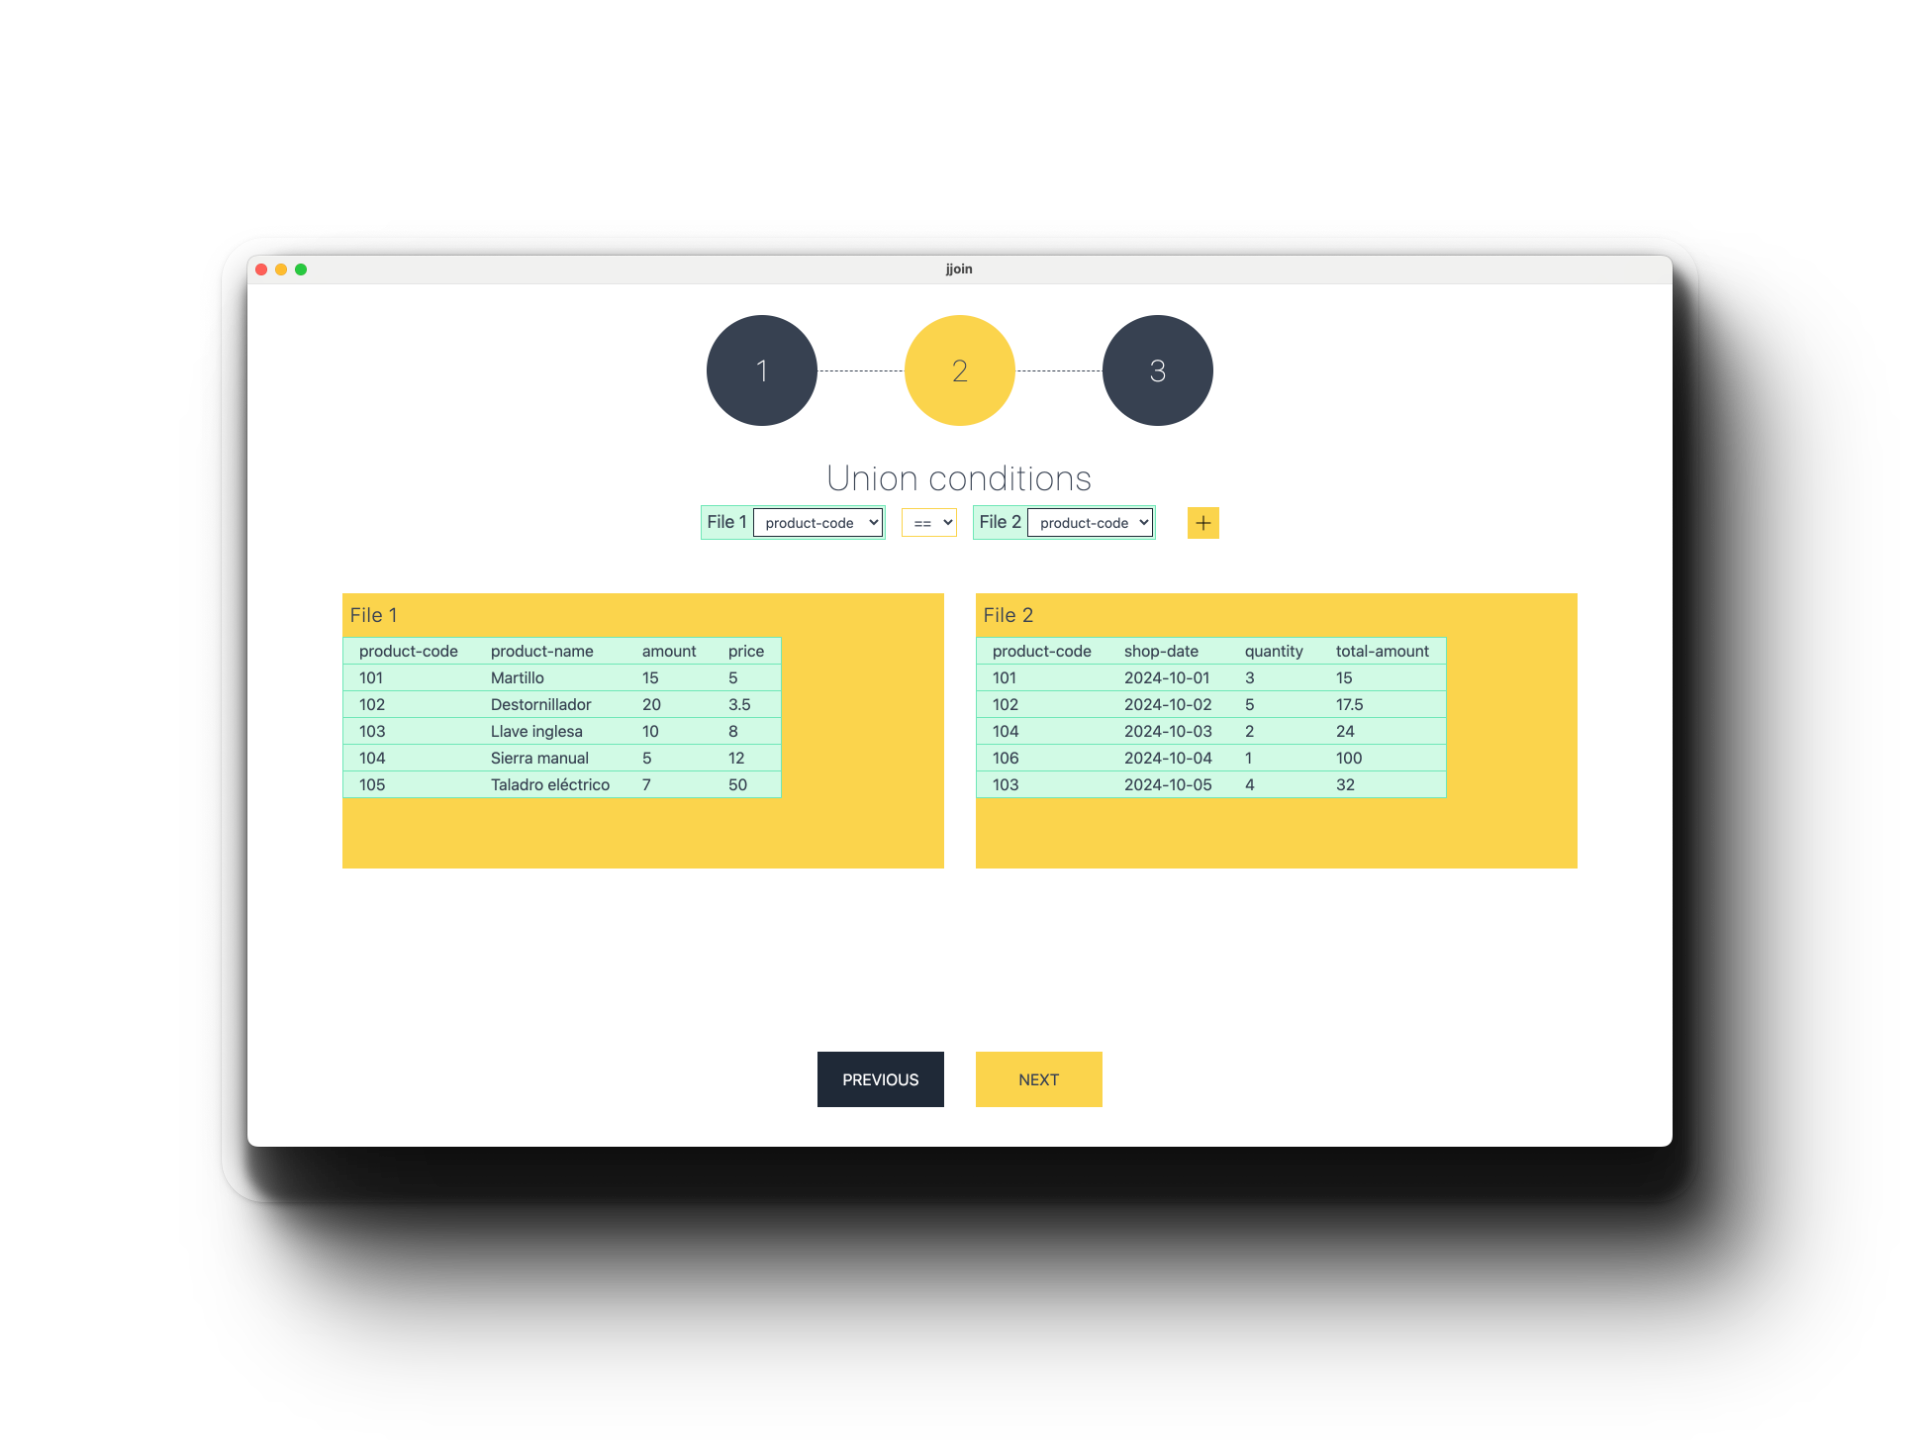 jjoin
1 2 3
Union conditions
File 1 product-code == File 2 product-code +
File 1
product-code product-name amount price
101 Martillo 15 5
102 Destornillador 20 3.5
103 Llave inglesa 10 8
104 Sierra manual 5 12
105 Taladro eléctrico 7 50
File 2
product-code shop-date quantity total-amount
101 2024-10-01 3 15
102 2024-10-02 5 17.5
104 2024-10-03 2 24
106 2024-10-04 1 100
103 2024-10-05 4 32
PREVIOUS NEXT